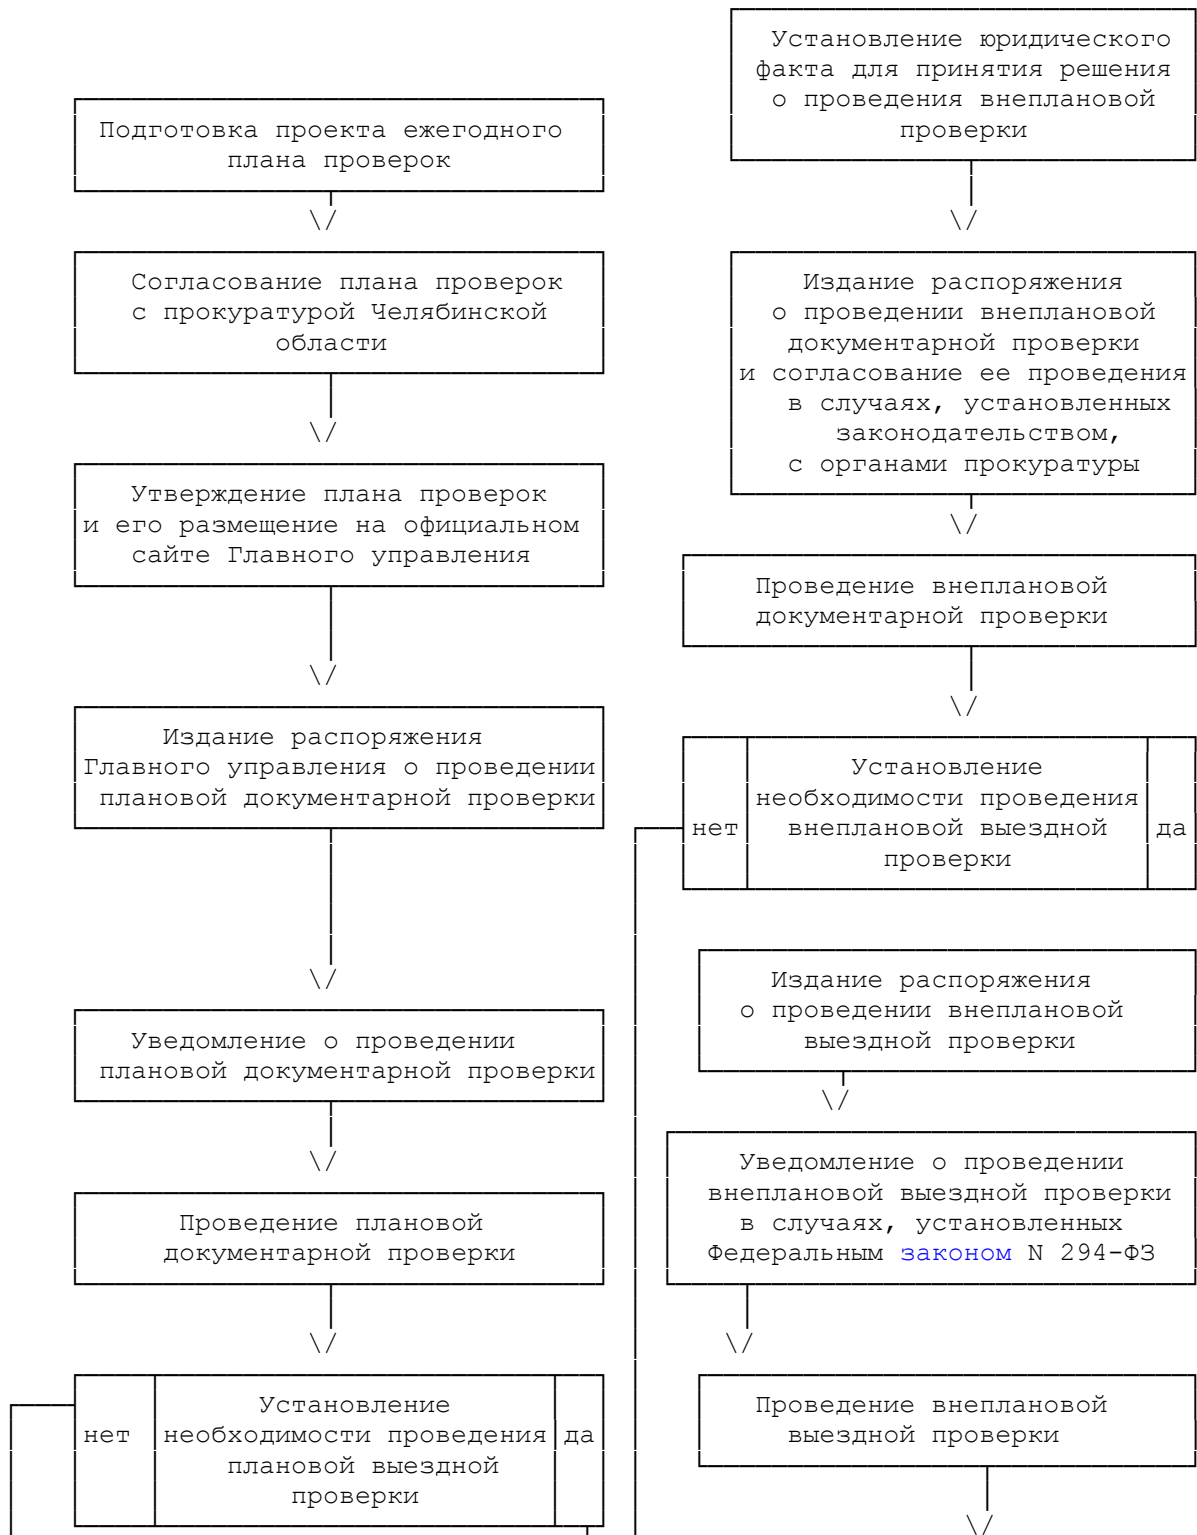 Установление юридического
факта для принятия решения
о проведения внеплановой
проверки
Подготовка проекта ежегодного
плана проверок
Согласование плана проверок
с прокуратурой Челябинской
области
Издание распоряжения
о проведении внеплановой
документарной проверки
и согласование ее проведения
в случаях, установленных
законодательством,
с органами прокуратуры
Утверждение плана проверок
и его размещение на официальном
сайте Главного управления
Проведение внеплановой
документарной проверки
Издание распоряжения
Главного управления о проведении
плановой документарной проверки
нет
Установление
необходимости проведения
внеплановой выездной
проверки
да
Издание распоряжения
о проведении внеплановой
выездной проверки
Уведомление о проведении
плановой документарной проверки
Уведомление о проведении
внеплановой выездной проверки
в случаях, установленных
Федеральным законом N 294-ФЗ
Проведение плановой
документарной проверки
нет
Установление
необходимости проведения
плановой выездной
проверки
да
Проведение внеплановой
выездной проверки